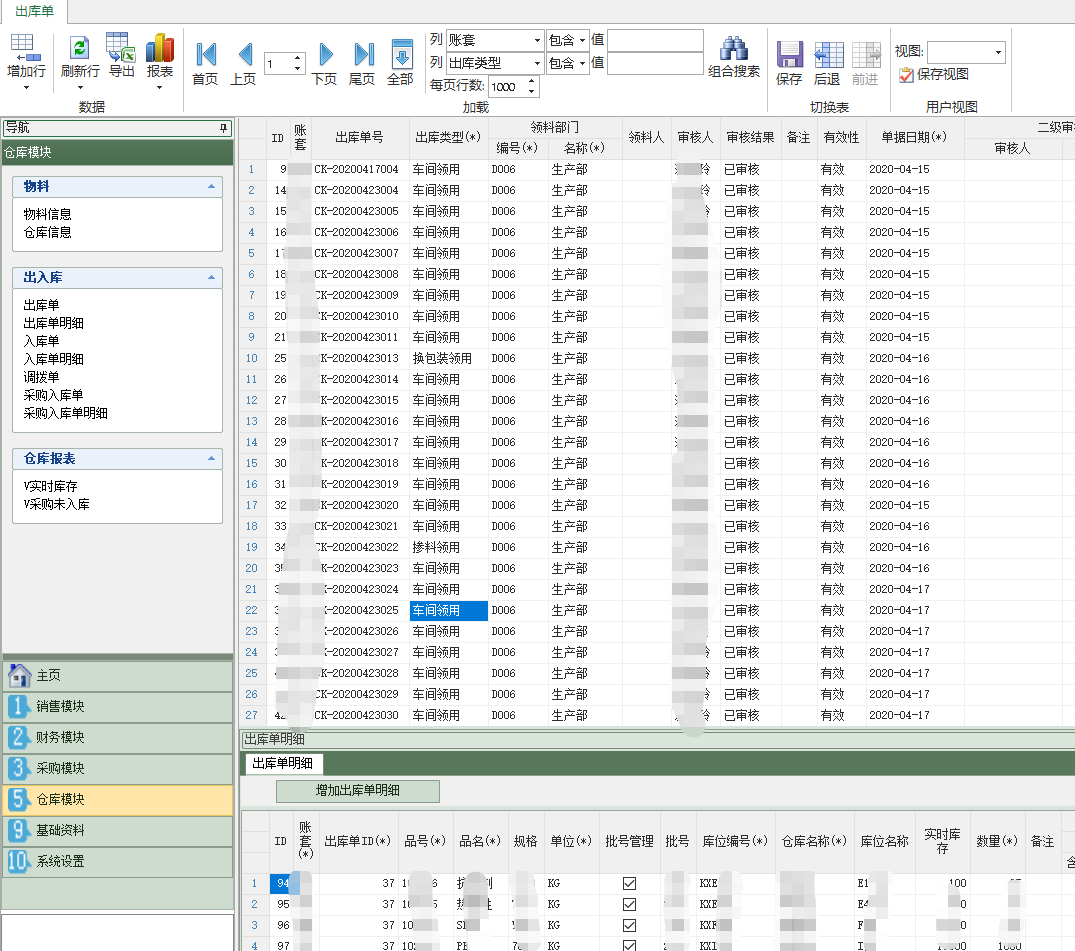 出库单
增加行 刷新行 导出 报表
数据
首页 上页 1 下页 尾页 全部
列 账套 包含 值
列 出库类型 包含 值
每页行数: 1000
加载
组合搜索
保存 后退 前进
切换表
视图:
保存视图
用户视图
导航
仓库模块
物料
物料信息
仓库信息
出入库
出库单
出库单明细
入库单
入库单明细
调拨单
采购入库单
采购入库单明细
仓库报表
V实时库存
V采购未入库
主页
1 销售模块
2 财务模块
3 采购模块
5 仓库模块
9 基础资料
10 系统设置
ID 账套 出库单号 出库类型(*) 领料部门 编号(*) 名称(*) 领料人 审核人 审核结果 备注 有效性 单据日期(*) 二级审 审核人
1 9 CK-20200417004 车间领用 D006 生产部 已审核 有效 2020-04-15
2 14 CK-20200423004 车间领用 D006 生产部 已审核 有效 2020-04-15
3 15 CK-20200423005 车间领用 D006 生产部 已审核 有效 2020-04-15
4 16 CK-20200423006 车间领用 D006 生产部 已审核 有效 2020-04-15
5 17 CK-20200423007 车间领用 D006 生产部 已审核 有效 2020-04-15
6 18 CK-20200423008 车间领用 D006 生产部 已审核 有效 2020-04-15
7 19 CK-20200423009 车间领用 D006 生产部 已审核 有效 2020-04-15
8 20 K-20200423010 车间领用 D006 生产部 已审核 有效 2020-04-15
9 21 K-20200423011 车间领用 D006 生产部 已审核 有效 2020-04-15
10 25 K-20200423013 换包装领用 D006 生产部 已审核 有效 2020-04-16
11 26 K-20200423014 车间领用 D006 生产部 已审核 有效 2020-04-16
12 27 K-20200423015 车间领用 D006 生产部 已审核 有效 2020-04-16
13 28 K-20200423016 车间领用 D006 生产部 已审核 有效 2020-04-16
14 29 K-20200423017 车间领用 D006 生产部 已审核 有效 2020-04-16
15 30 K-20200423018 车间领用 D006 生产部 已审核 有效 2020-04-16
16 31 CK-20200423019 车间领用 D006 生产部 已审核 有效 2020-04-16
17 32 CK-20200423020 车间领用 D006 生产部 已审核 有效 2020-04-15
18 33 CK-20200423021 车间领用 D006 生产部 已审核 有效 2020-04-16
19 34 CK-20200423022 掺料领用 D006 生产部 已审核 有效 2020-04-16
20 CK-20200423023 车间领用 D006 生产部 已审核 有效 2020-04-16
21 K-20200423024 车间领用 D006 生产部 已审核 有效 2020-04-17
22 K-20200423025 车间领用 D006 生产部 已审核 有效 2020-04-17
23 K-20200423026 车间领用 D006 生产部 已审核 有效 2020-04-17
24 CK-20200423027 车间领用 D006 生产部 已审核 有效 2020-04-17
25 CK-20200423028 车间领用 D006 生产部 已审核 有效 2020-04-17
26 CK-20200423029 车间领用 D006 生产部 已审核 有效 2020-04-17
27 42 CK-20200423030 车间领用 D006 生产部 已审核 有效 2020-04-17
出库单明细
出库单明细
增加出库单明细
ID 账套(*) 出库单ID(*) 品号(*) 品名(*) 规格 单位(*) 批号管理 批号 库位编号(*) 仓库名称(*) 库位名称 实时库存 数量(*) 备注
1 94 37 KG KXE 100
2 95 37 KG KXE
3 96 37 KG KXE
4 97 37 KG